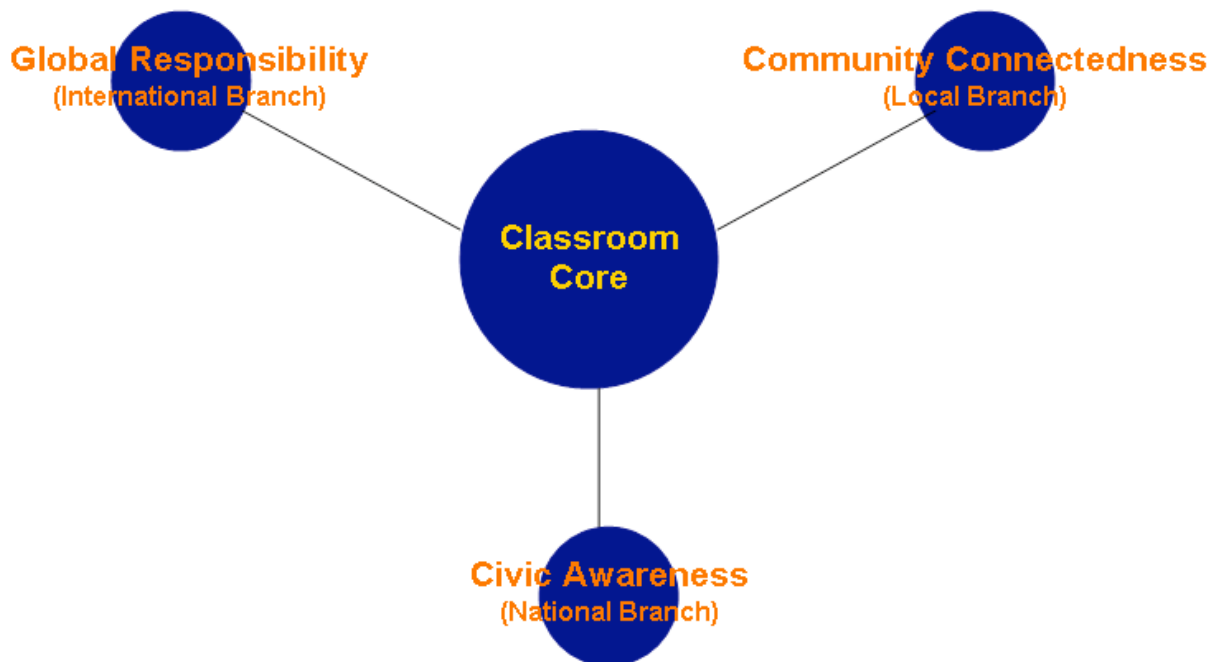 Global Responsibility
(International Branch)
Community Connectedness
(Local Branch)
Classroom
Core
Civic Awareness
(National Branch)